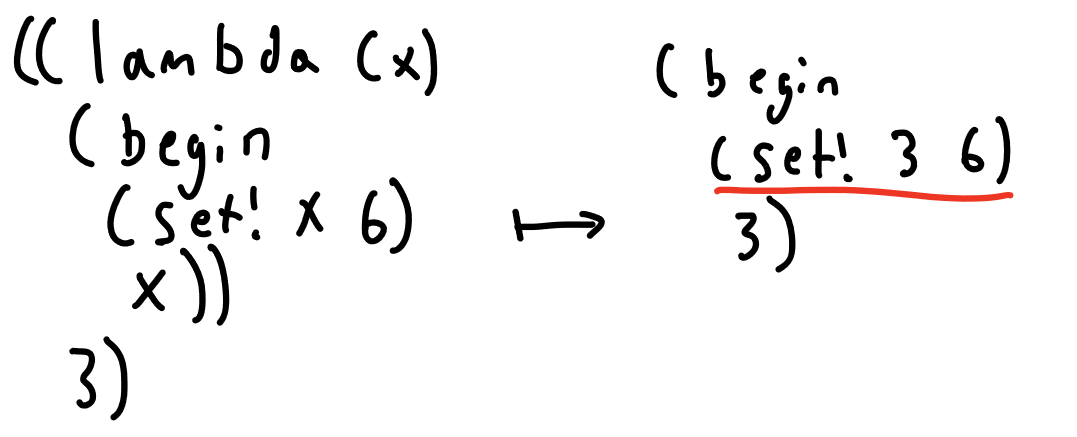 ((lambda (x)
(begin
(set! x 6)
x))
3)
↦
(begin
(set! 3 6)
3)